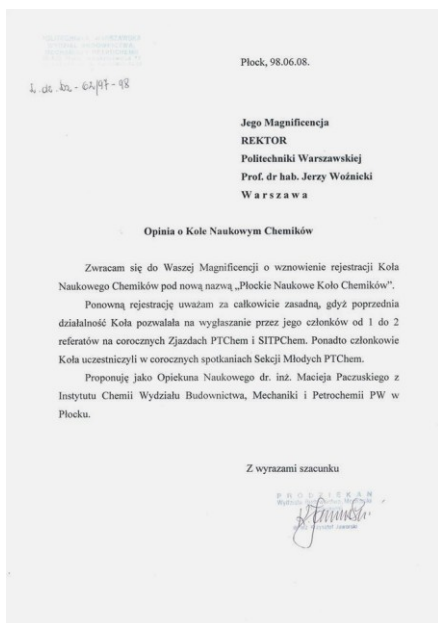 Płock, 98.06.08.
Jego Magnificencja
REKTOR
Politechniki Warszawskiej
Prof. dr hab. Jerzy Woźnicki
W a r s z a w a
Opinia o Kole Naukowym Chemików
Zwracam się do Waszej Magnificencji o wznowienie rejestracji Koła
Naukowego Chemików pod nową nazwą „Płockie Naukowe Koło Chemików".
Ponowną rejestrację uważam za całkowicie zasadną, gdyż poprzednia
działalność Koła pozwalała na wygłaszanie przez jego członków od 1 do 2
referatów na corocznych Zjazdach PTChem i SITPChem. Ponadto członkowie
Koła uczestniczyli w corocznych spotkaniach Sekcji Młodych PTChem.
Proponuję jako Opiekuna Naukowego dr. inż. Macieja Paczuskiego z
Instytutu Chemii Wydziału Budownictwa, Mechaniki i Petrochemii PW w
Płocku.
Z wyrazami szacunku
P R O D Z I E K A N